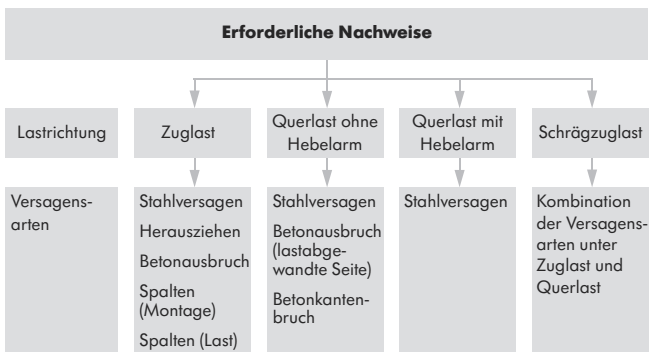 Erforderliche Nachweise
Lastrichtung
Zuglast
Querlast ohne
Hebelarm
Querlast mit
Hebelarm
Schrägzuglast
Versagens-
arten
Stahlversagen
Herausziehen
Betonausbruch
Spalten
(Montage)
Spalten (Last)
Stahlversagen
Betonausbruch
(lastabge-
wandte Seite)
Betonkanten-
bruch
Stahlversagen
Kombination
der Versagens-
arten unter
Zuglast und
Querlast